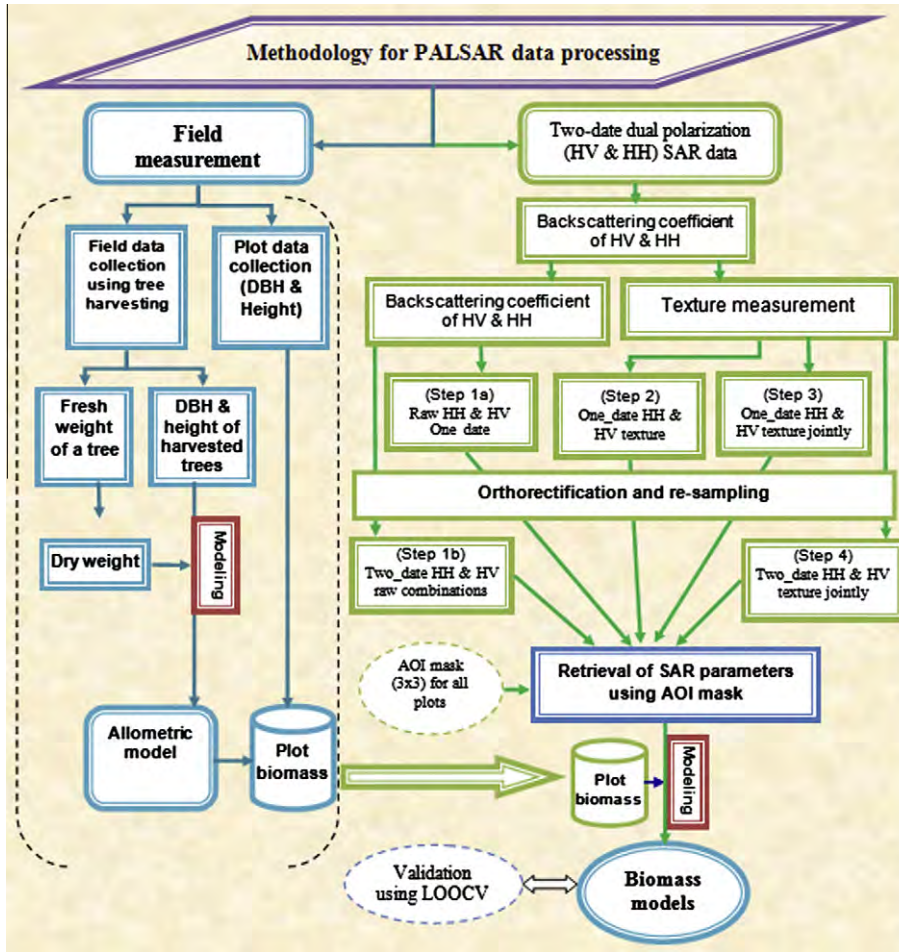 Methodology for PALSAR data processing
Field
measurement
Two-date dual polarization
(HV & HH) SAR data
Backscattering coefficient
of HV & HH
Field data
collection
using tree
harvesting
Plot data
collection
(DBH &
Height)
Backscattering coefficient
of HV & HH
Texture measurement
Fresh
weight
of a tree
DBH &
height of
harvested
trees
(Step 1a)
Raw HH & HV
One date
(Step 2)
One_date HH &
HV texture
(Step 3)
One_date HH &
HV texture jointly
Orthorectification and re-sampling
Dry weight
Modeling
(Step 1b)
Two_date HH & HV
raw combinations
(Step 4)
Two_date HH & HV
texture jointly
AOI mask
(3x3) for all
plots
Retrieval of SAR parameters
using AOI mask
Allometric
model
Plot
biomass
Plot
biomass
Modeling
Validation
using LOOCV
Biomass
models